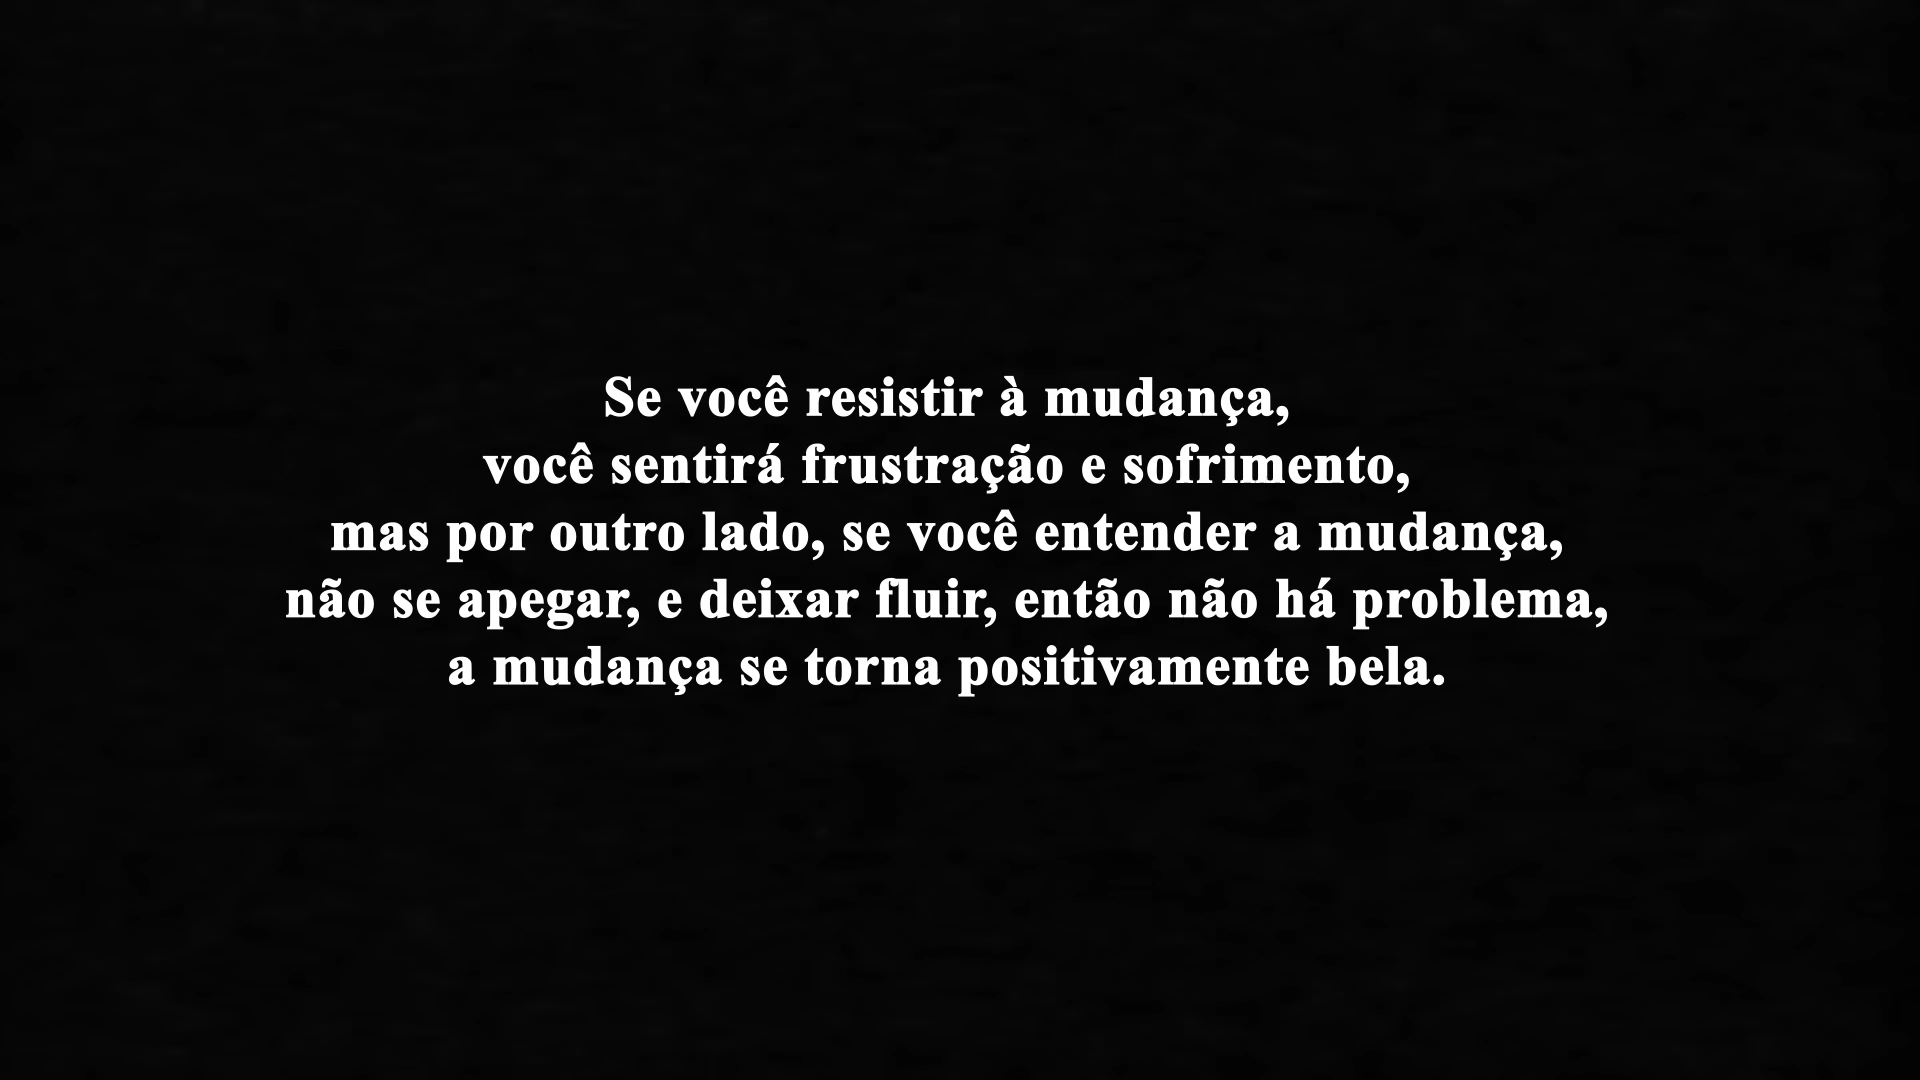 Se você resistir à mudança,
você sentirá frustração e sofrimento,
mas por outro lado, se você entender a mudança,
não se apegar, e deixar fluir, então não há problema,
a mudança se torna positivamente bela.